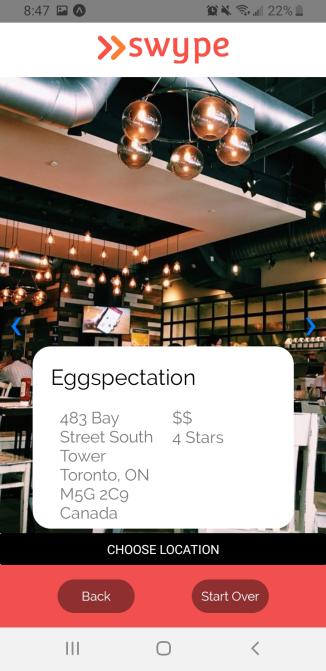 8:47
22%
swype
Eggspectation
483 Bay
Street South
Tower
Toronto, ON
M5G 2C9
Canada
$$
4 Stars
CHOOSE LOCATION
Back
Start Over